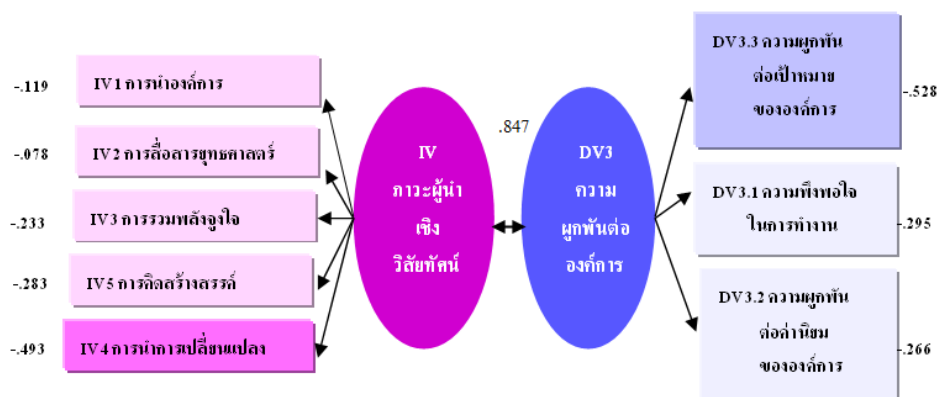 -.119
IV1 การนำองค์การ
-.078
IV2 การสื่อสารยุทธศาสตร์
-.233
IV3 การรวมพลังจูงใจ
-.283
IV5 การคิดสร้างสรรค์
-.493
IV4 การนำการเปลี่ยนแปลง
IV
ภาวะผู้นำ
เชิง
วิสัยทัศน์
.847
DV3
ความ
ผูกพันต่อ
องค์การ
DV3.3 ความผูกพัน
ต่อเป้าหมาย
ขององค์การ
-.528
DV3.1 ความพึงพอใจ
ในการทำงาน
-.295
DV3.2 ความผูกพัน
ต่อค่านิยม
ขององค์การ
-.266